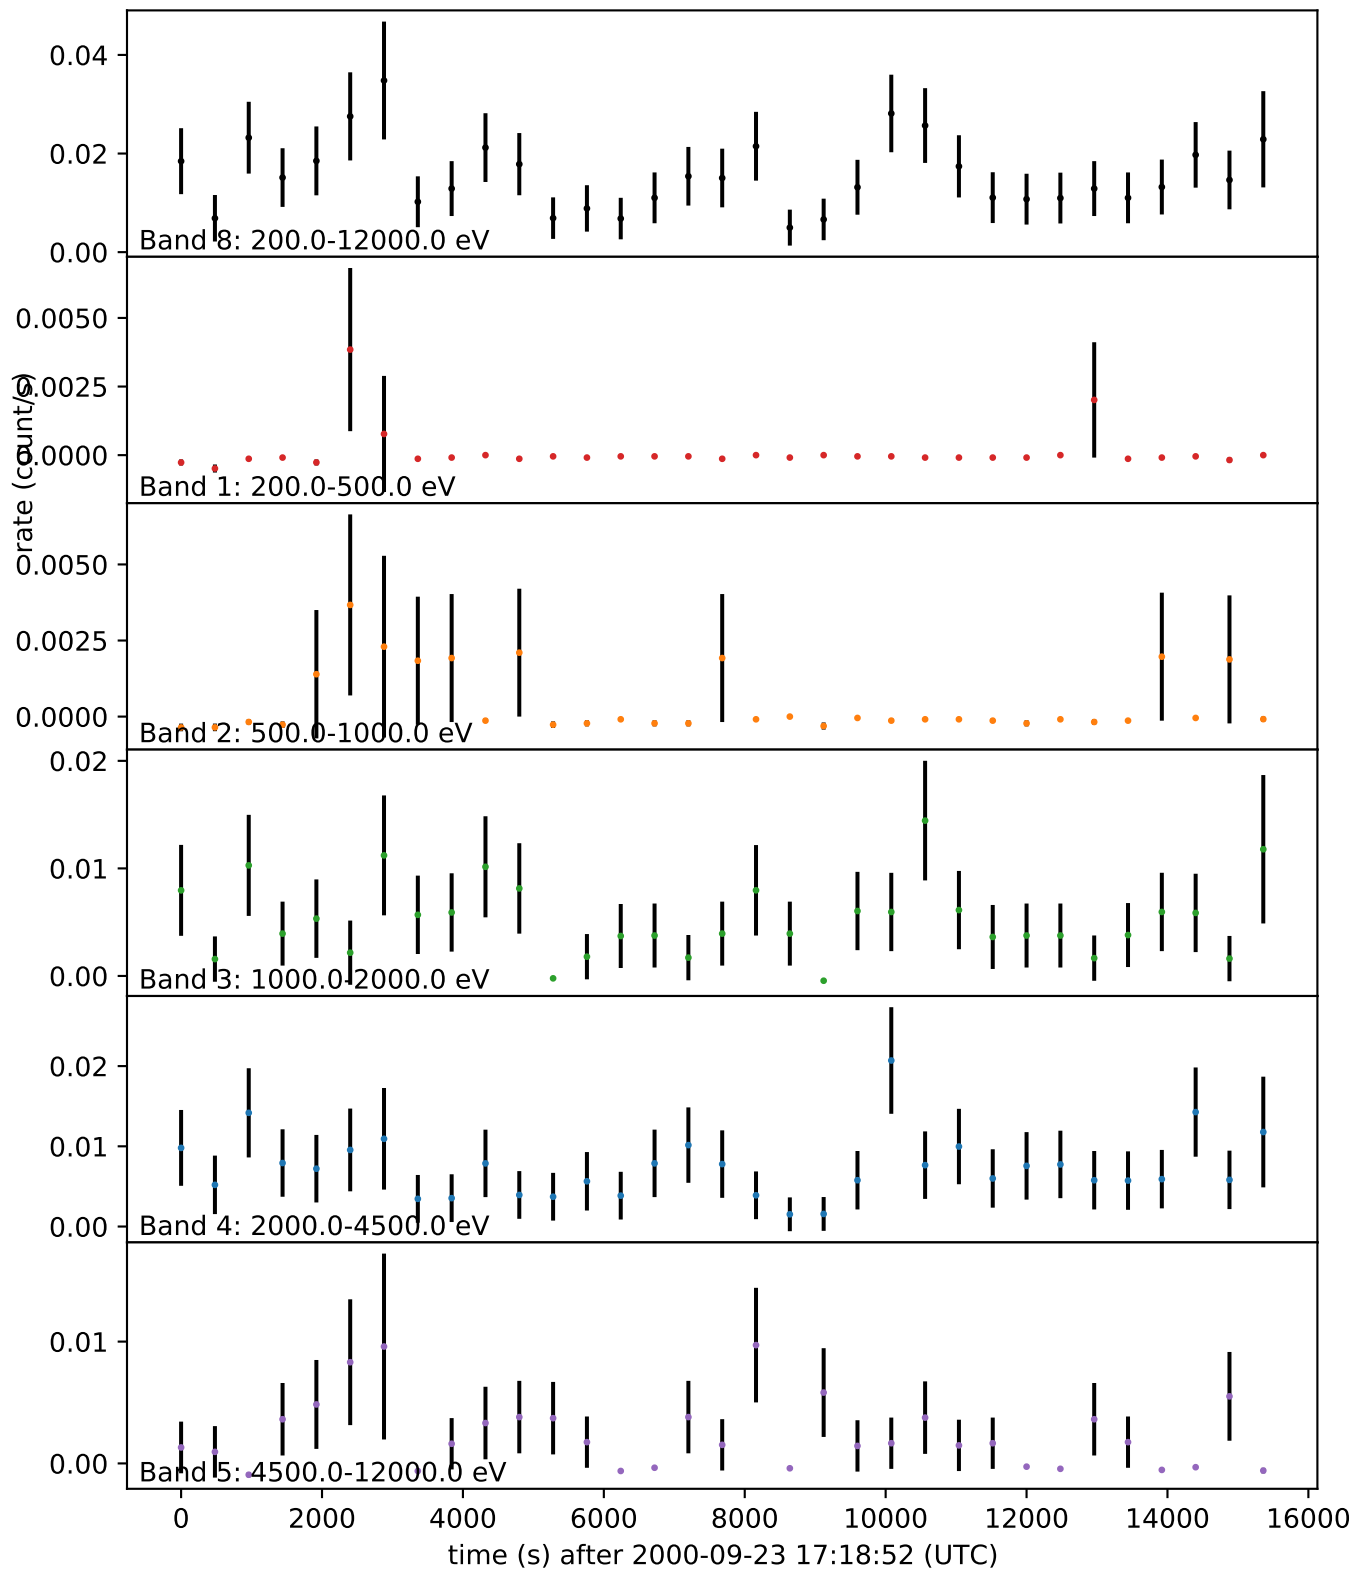 0.04
0.02
0.00
Band 8: 200.0-12000.0 eV
0.0050
0.0025
0.0000
Band 1: 200.0-500.0 eV
orate (count/s)
0.0050
0.0025
0.0000
Band 2: 500.0-1000.0 eV
0.02
0.01
0.00
Band 3: 1000.0-2000.0 eV
0.02
0.01
0.00
Band 4: 2000.0-4500.0 eV
0.01
0.00
Band 5: 4500.0-12000.0 eV
0 2000 4000 6000 8000 10000 12000 14000 16000
time (s) after 2000-09-23 17:18:52 (UTC)